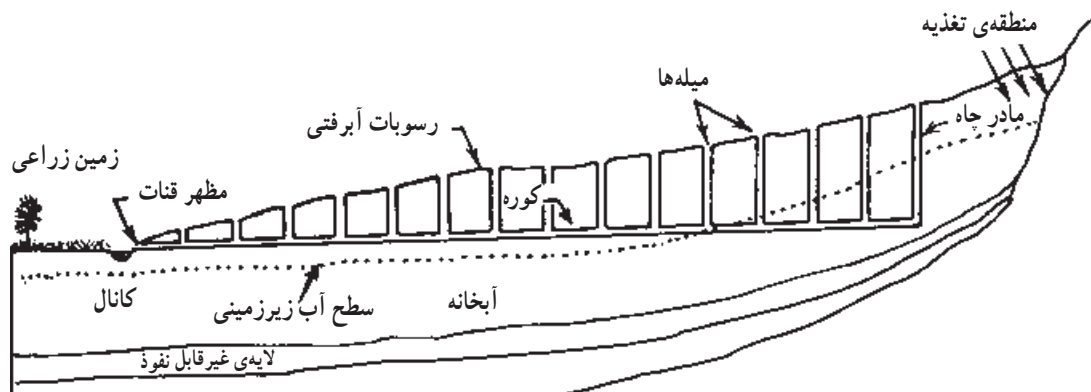 منطقه‌ی تغذیه
میله‌ها
مادر چاه
رسوبات آبرفتی
زمین زراعی
مظهر قنات
کوره
کانال
سطح آب زیرزمینی
آبخانه
لایه‌ی غیرقابل نفوذ